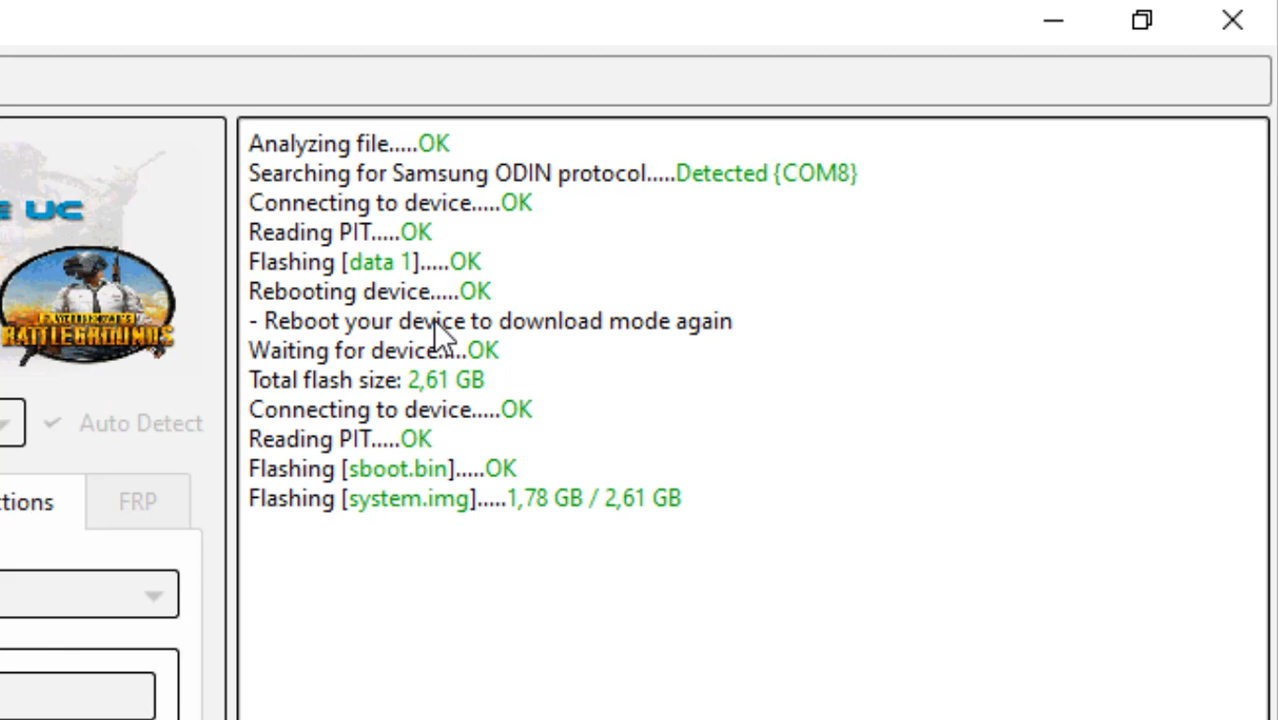 Analyzing file.....OK
Searching for Samsung ODIN protocol.....Detected {COM8}
Connecting to device.....OK
Reading PIT.....OK
Flashing [data 1].....OK
Rebooting device.....OK
- Reboot your device to download mode again
Waiting for device.....OK
Total flash size: 2,61 GB
Connecting to device.....OK
Reading PIT.....OK
Flashing [sboot.bin].....OK
Flashing [system.img].....1,78 GB / 2,61 GB
E UC
BATTLEGROUNDS
Auto Detect
ctions
FRP